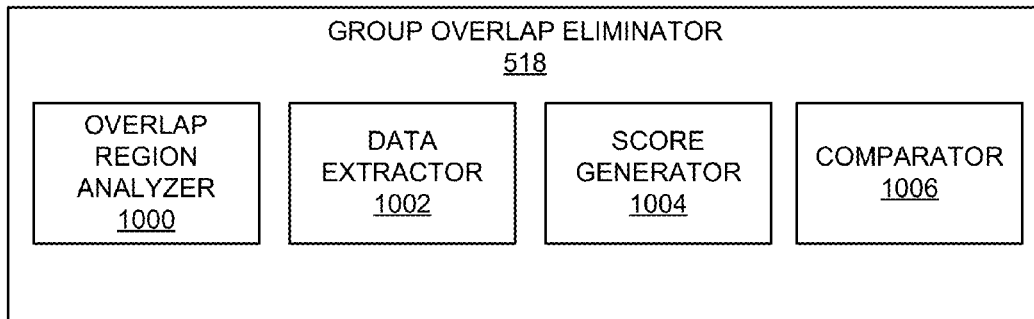 GROUP OVERLAP ELIMINATOR
518
OVERLAP
REGION
ANALYZER
1000
DATA
EXTRACTOR
1002
SCORE
GENERATOR
1004
COMPARATOR
1006